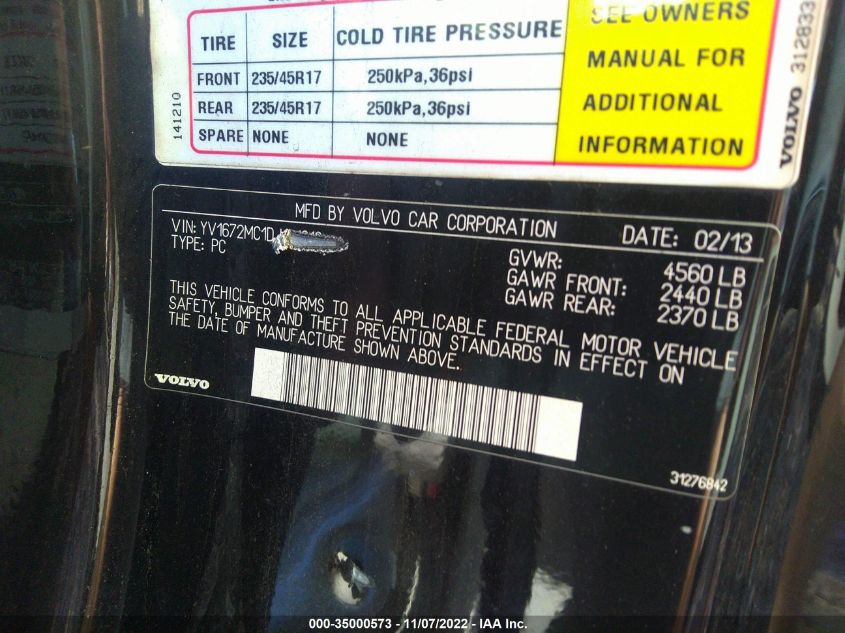 SEE OWNERS
MANUAL FOR
ADDITIONAL
INFORMATION
TIRE SIZE COLD TIRE PRESSURE
FRONT 235/45R17 250kPa,36psi
REAR 235/45R17 250kPa,36psi
SPARE NONE NONE
141210
VOLVO 312833
MFD BY VOLVO CAR CORPORATION DATE: 02/13
VIN: YV1672MC1D
TYPE: PC
GVWR: 4560 LB
GAWR FRONT: 2440 LB
GAWR REAR: 2370 LB
THIS VEHICLE CONFORMS TO ALL APPLICABLE FEDERAL MOTOR VEHICLE
SAFETY, BUMPER AND THEFT PREVENTION STANDARDS IN EFFECT ON
THE DATE OF MANUFACTURE SHOWN ABOVE.
VOLVO
31276842
000-35000573 - 11/07/2022 - IAA Inc.